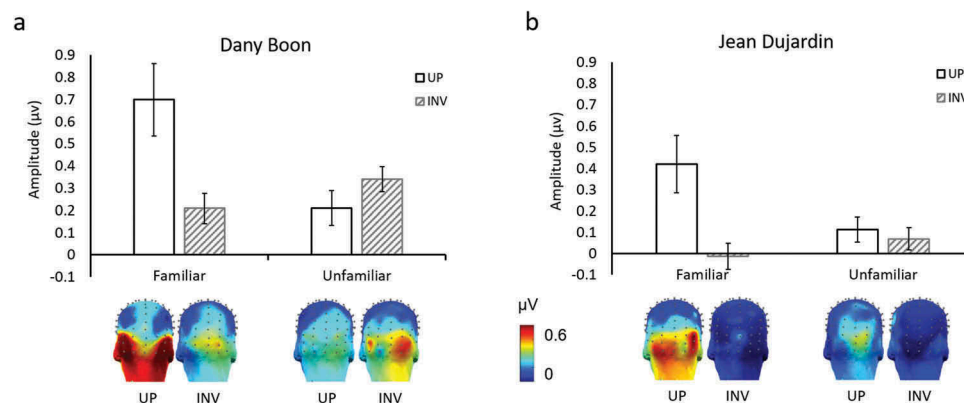 a
Dany Boon
0.9
0.8
0.7
0.6
0.5
0.4
0.3
0.2
0.1
0
-0.1
Amplitude (μv)
UP
INV
Familiar Unfamiliar
UP INV UP INV
b
Jean Dujardin
0.9
0.8
0.7
0.6
0.5
0.4
0.3
0.2
0.1
0
-0.1
Amplitude (μv)
UP
INV
Familiar Unfamiliar
μV
0.6
0
UP INV UP INV